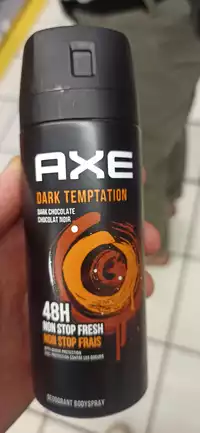 AXE
DARK TEMPTATION
DARK CHOCOLATE
CHOCOLAT NOIR
48H
NON STOP FRESH
NON STOP FRAIS
DEODORANT BODYSPRAY